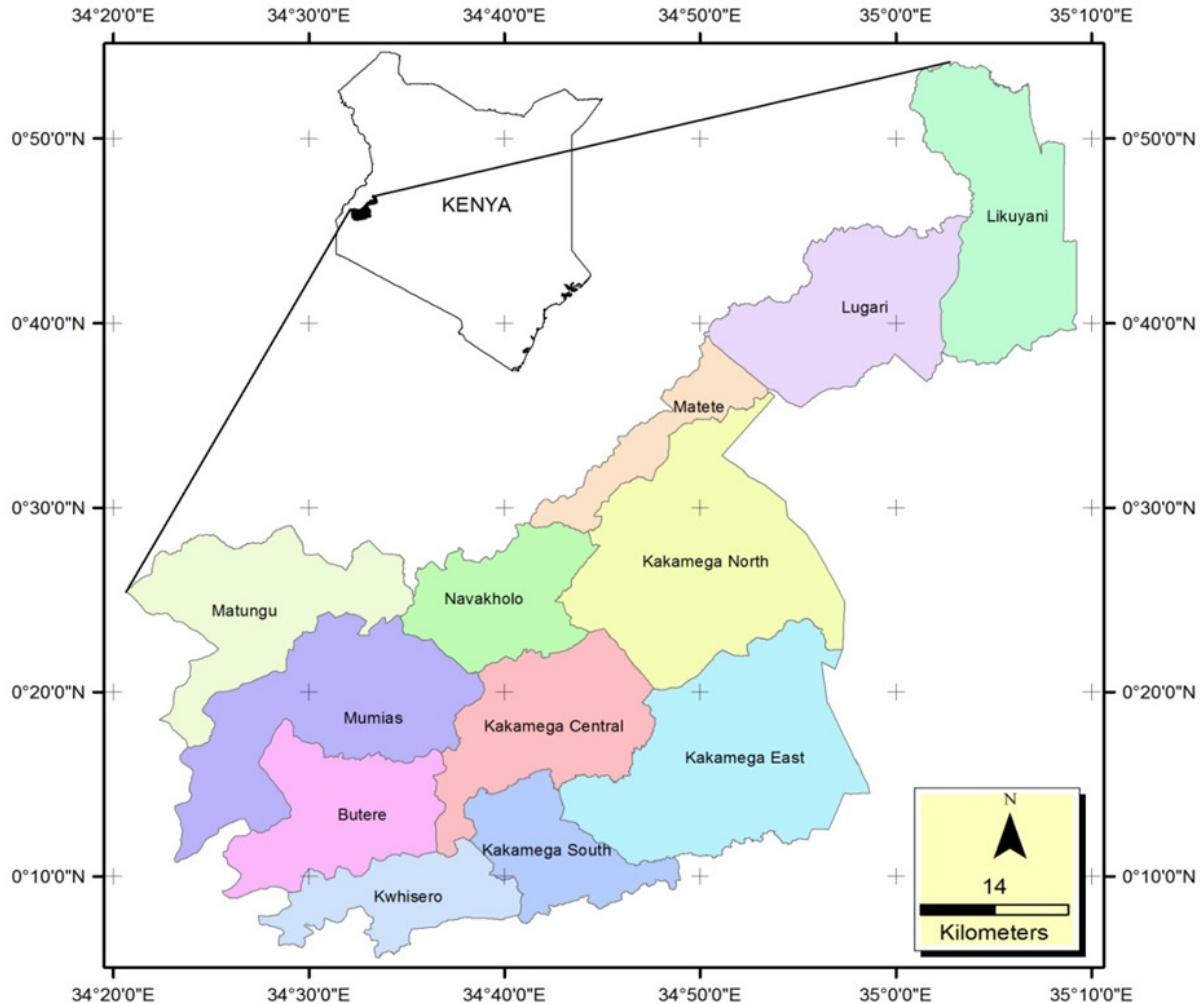 34°20'0"E 34°30'0"E 34°40'0"E 34°50'0"E 35°0'0"E 35°10'0"E
0°50'0"N 0°50'0"N
KENYA
Likuyani
Lugari
0°40'0"N 0°40'0"N
Matete
0°30'0"N 0°30'0"N
Kakamega North
Navakholo
Matungu
0°20'0"N 0°20'0"N
Mumias
Kakamega Central
Kakamega East
Butere
Kakamega South
Kwhisero
0°10'0"N 0°10'0"N
N
14
Kilometers
34°20'0"E 34°30'0"E 34°40'0"E 34°50'0"E 35°0'0"E 35°10'0"E